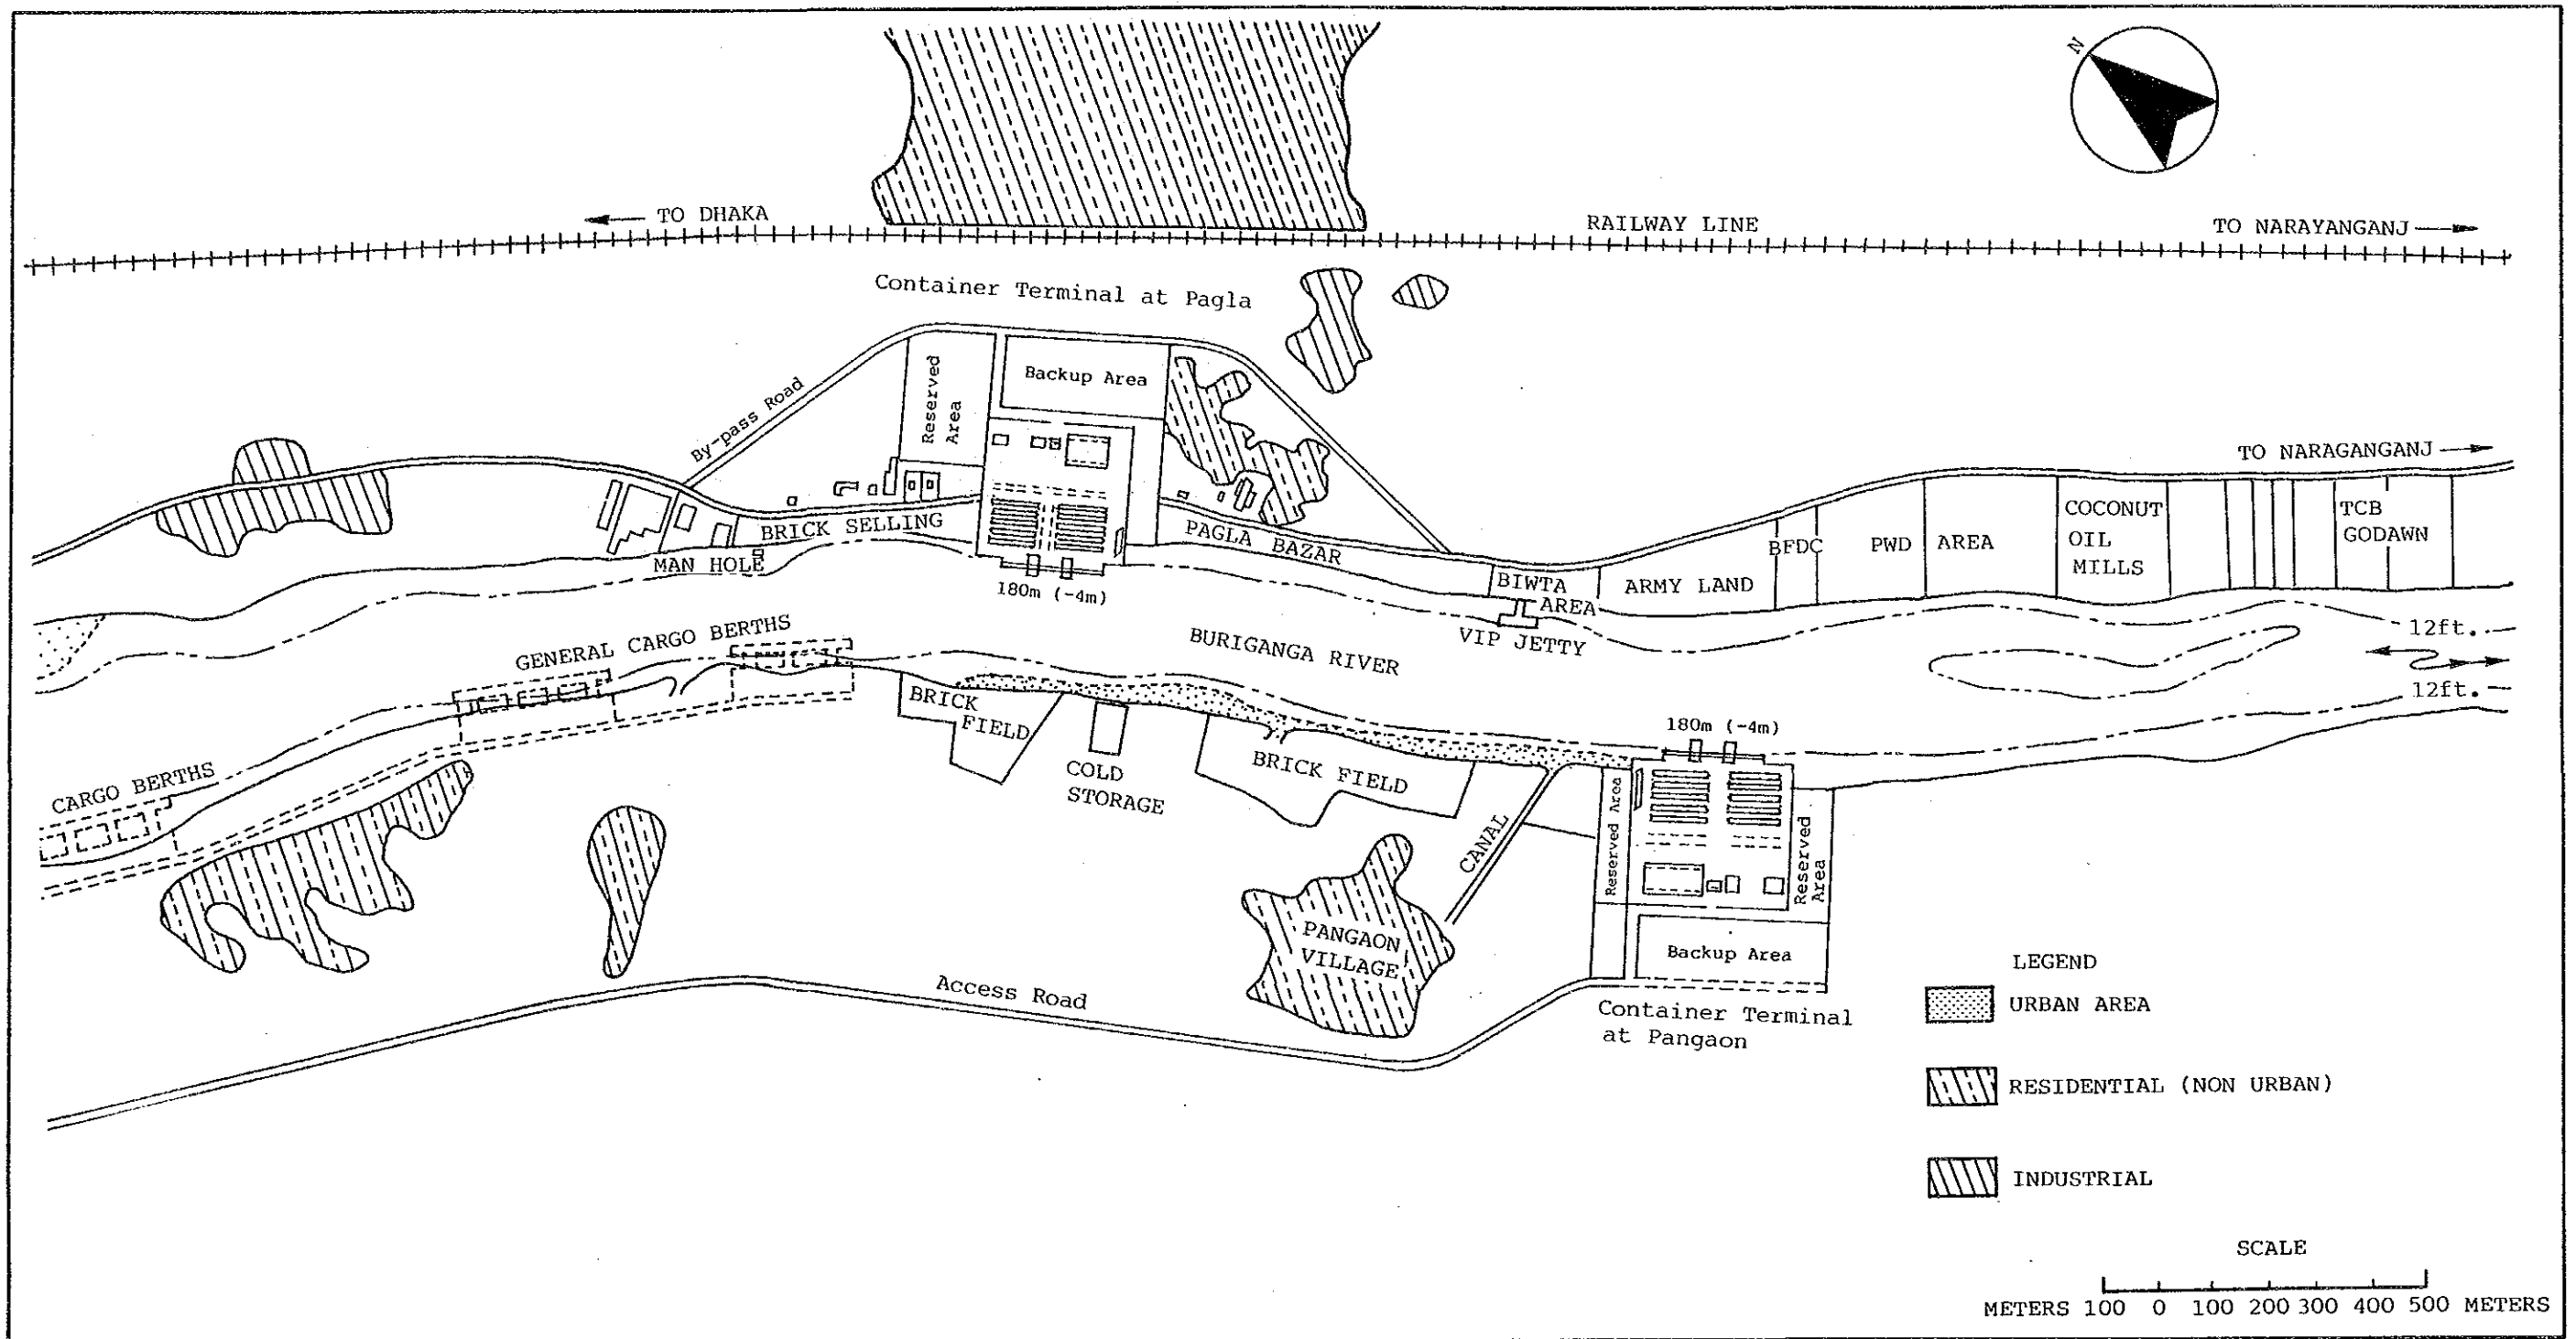 N
TO DHAKA
RAILWAY LINE
TO NARAYANGANJ
Container Terminal at Pagla
By-pass Road
Reserved
Area
Backup Area
TO NARAGANGANJ
BRICK SELLING
MAN HOLE
180m (-4m)
PAGLA BAZAR
BIWTA
AREA
VIP JETTY
ARMY LAND
BFDC
PWD AREA
COCONUT
OIL
MILLS
TCB
GODAWN
12ft.
12ft.
GENERAL CARGO BERTHS
BURIGANGA RIVER
CARGO BERTHS
BRICK
FIELD
COLD
STORAGE
BRICK FIELD
CANAL
180m (-4m)
Reserved Area
Reserved
Area
Backup Area
PANGAON
VILLAGE
Access Road
Container Terminal
at Pangaon
LEGEND
URBAN AREA
RESIDENTIAL (NON URBAN)
INDUSTRIAL
SCALE
METERS 100 0 100 200 300 400 500 METERS